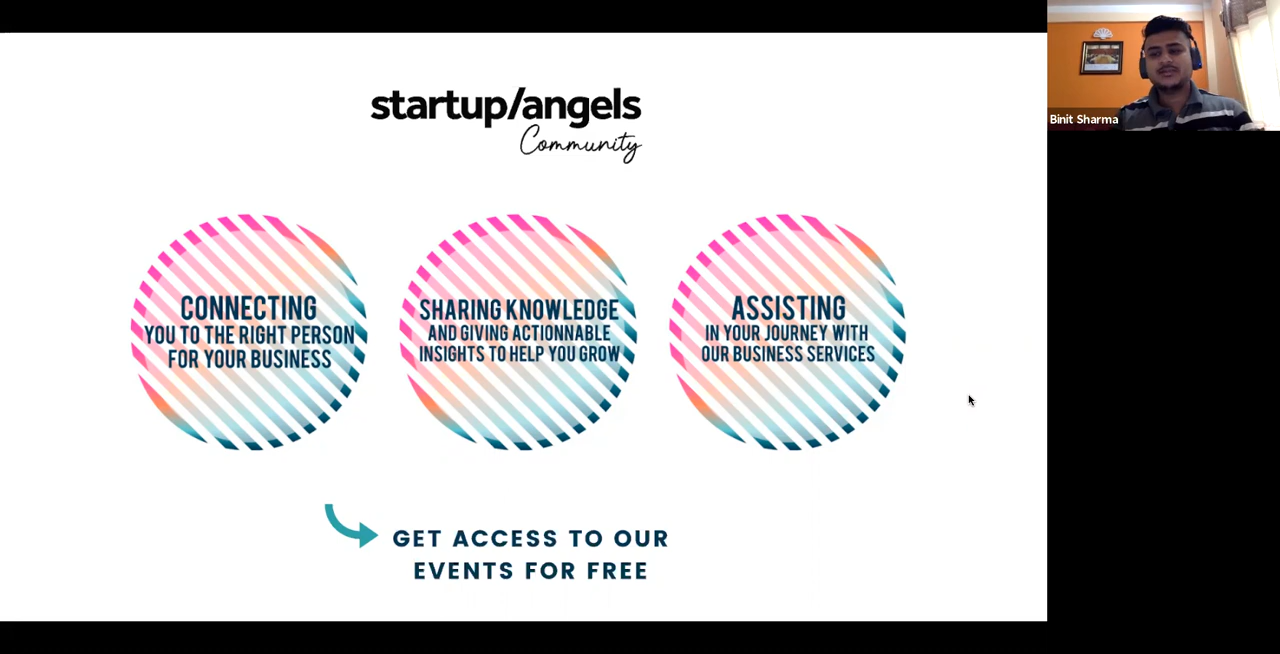 startup/angels
Community
Binit Sharma
CONNECTING
YOU TO THE RIGHT PERSON
FOR YOUR BUSINESS
SHARING KNOWLEDGE
AND GIVING ACTIONNABLE
INSIGHTS TO HELP YOU GROW
ASSISTING
IN YOUR JOURNEY WITH
OUR BUSINESS SERVICES
GET ACCESS TO OUR
EVENTS FOR FREE